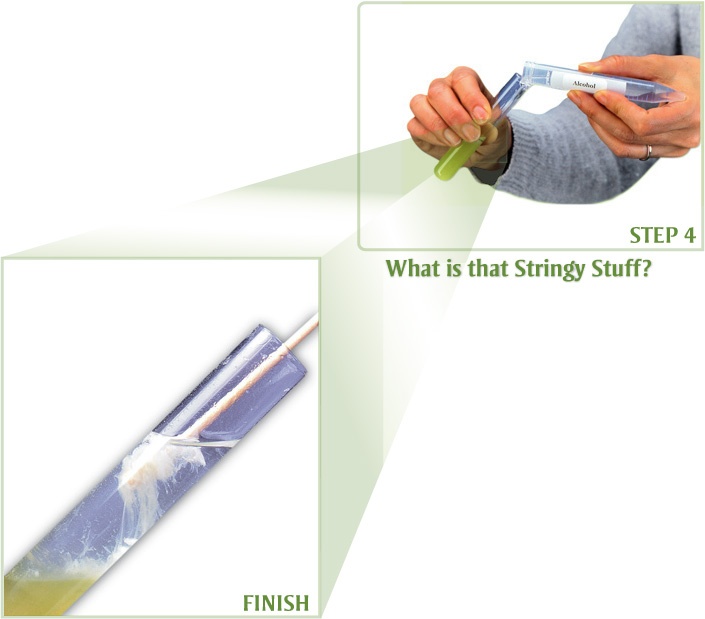 Alcohol
STEP 4
What is that Stringy Stuff?
FINISH